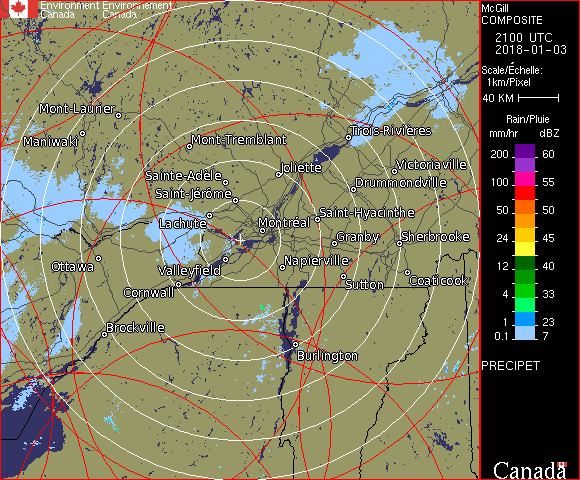 Environment Environnement
Canada Canada
McGill
COMPOSITE
2100 UTC
2018-01-03
Scale/Échelle:
1km/Pixel
40 KM
Rain/Pluie
mm/hr dBZ
200 60
100 55
50 50
24 45
12 40
4 33
1 23
0.1 7
PRECIPET
Canada
Mont-Laurier
Maniwaki
Mont-Tremblant
Trois-Rivières
Sainte-Adèle
Joliette
Victoriaville
Saint-Jérôme
Drummondville
Lachute
Montréal
Saint-Hyacinthe
Granby
Sherbrooke
Ottawa
Valleyfield
Napierville
Cornwall
Sutton
Coaticook
Brockville
Burlington